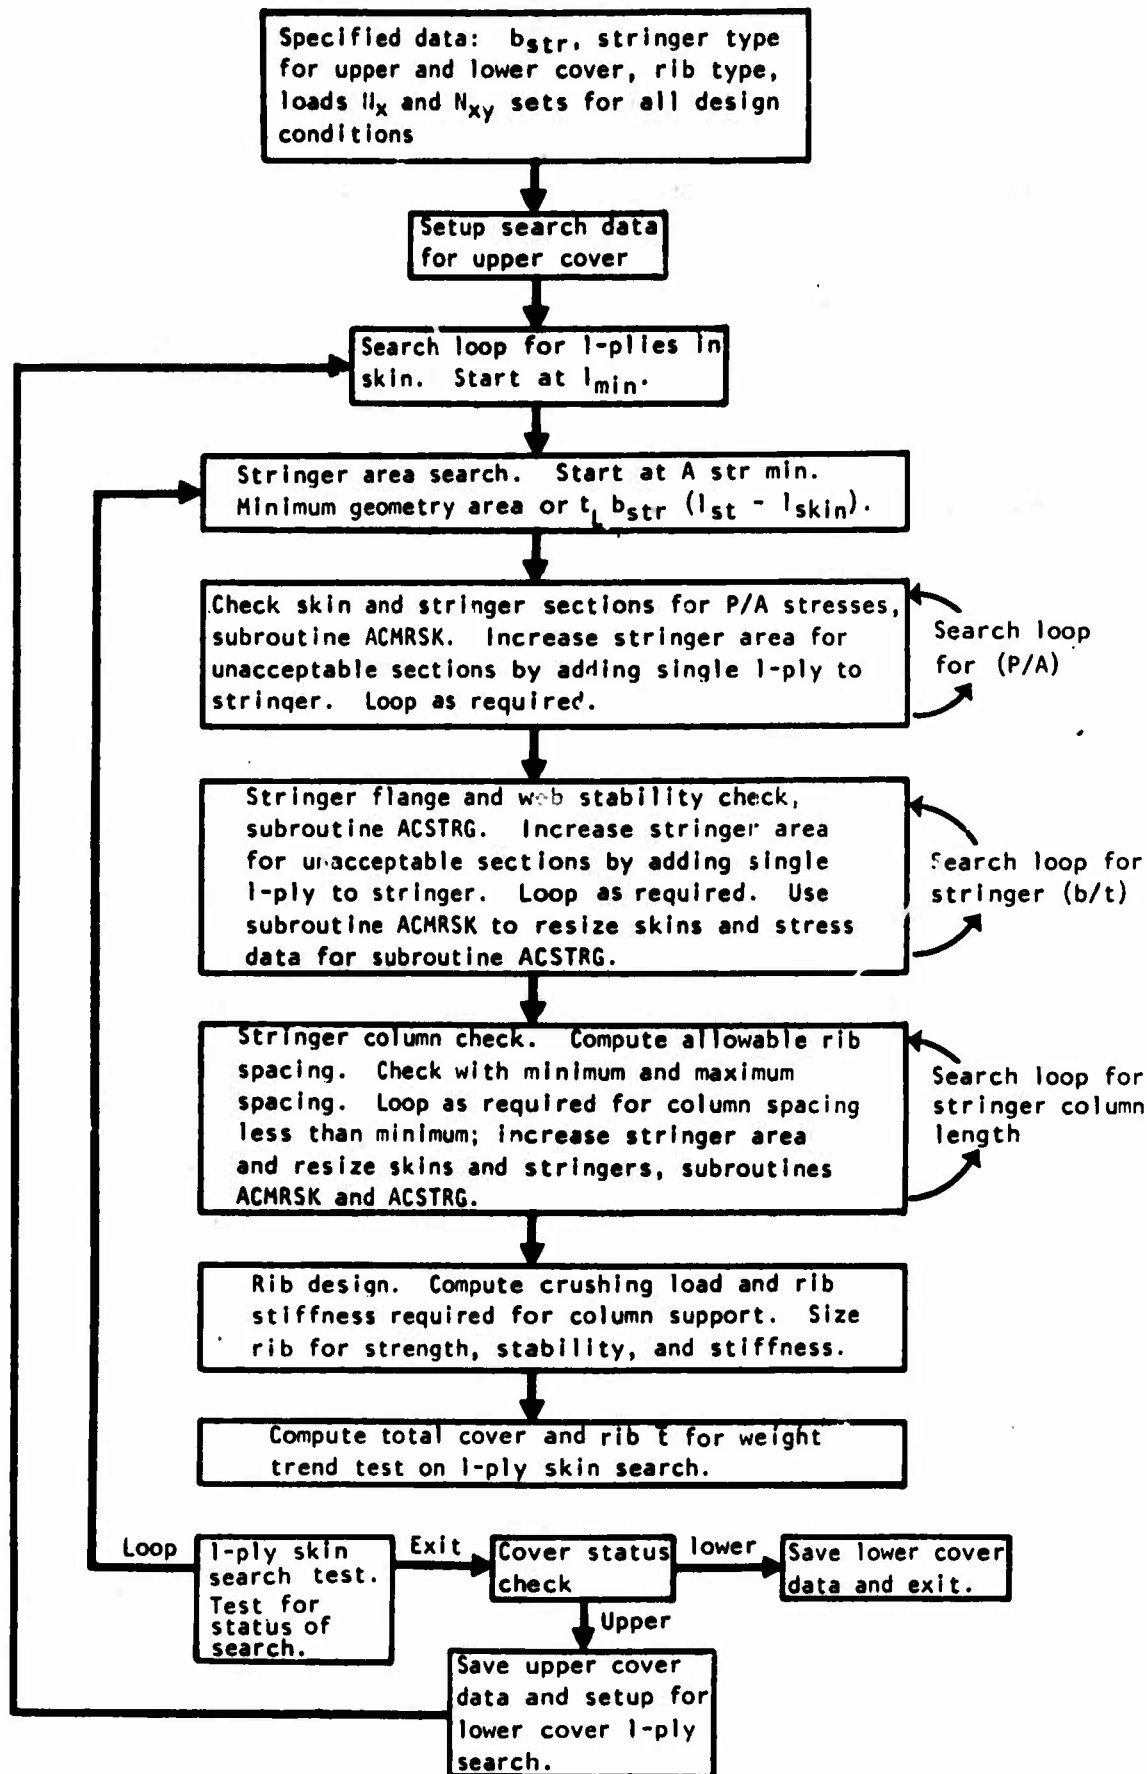 Specified data: bstr, stringer type
for upper and lower cover, rib type,
loads Nx and Nxy sets for all design
conditions
Setup search data
for upper cover
Search loop for l-plies in
skin. Start at lmin.
Stringer area search. Start at A str min.
Minimum geometry area or tL bstr (lst - lskin).
Check skin and stringer sections for P/A stresses,
subroutine ACMRSK. Increase stringer area for
unacceptable sections by adding single l-ply to
stringer. Loop as required.
Search loop
for (P/A)
Stringer flange and web stability check,
subroutine ACSTRG. Increase stringer area
for unacceptable sections by adding single
l-ply to stringer. Loop as required. Use
subroutine ACMRSK to resize skins and stress
data for subroutine ACSTRG.
Search loop for
stringer (b/t)
Stringer column check. Compute allowable rib
spacing. Check with minimum and maximum
spacing. Loop as required for column spacing
less than minimum; increase stringer area
and resize skins and stringers, subroutines
ACMRSK and ACSTRG.
Search loop for
stringer column
length
Rib design. Compute crushing load and rib
stiffness required for column support. Size
rib for strength, stability, and stiffness.
Compute total cover and rib t̄ for weight
trend test on l-ply skin search.
Loop
l-ply skin
search test.
Test for
status of
search.
Exit
Cover status
check
lower
Save lower cover
data and exit.
Upper
Save upper cover
data and setup for
lower cover l-ply
search.